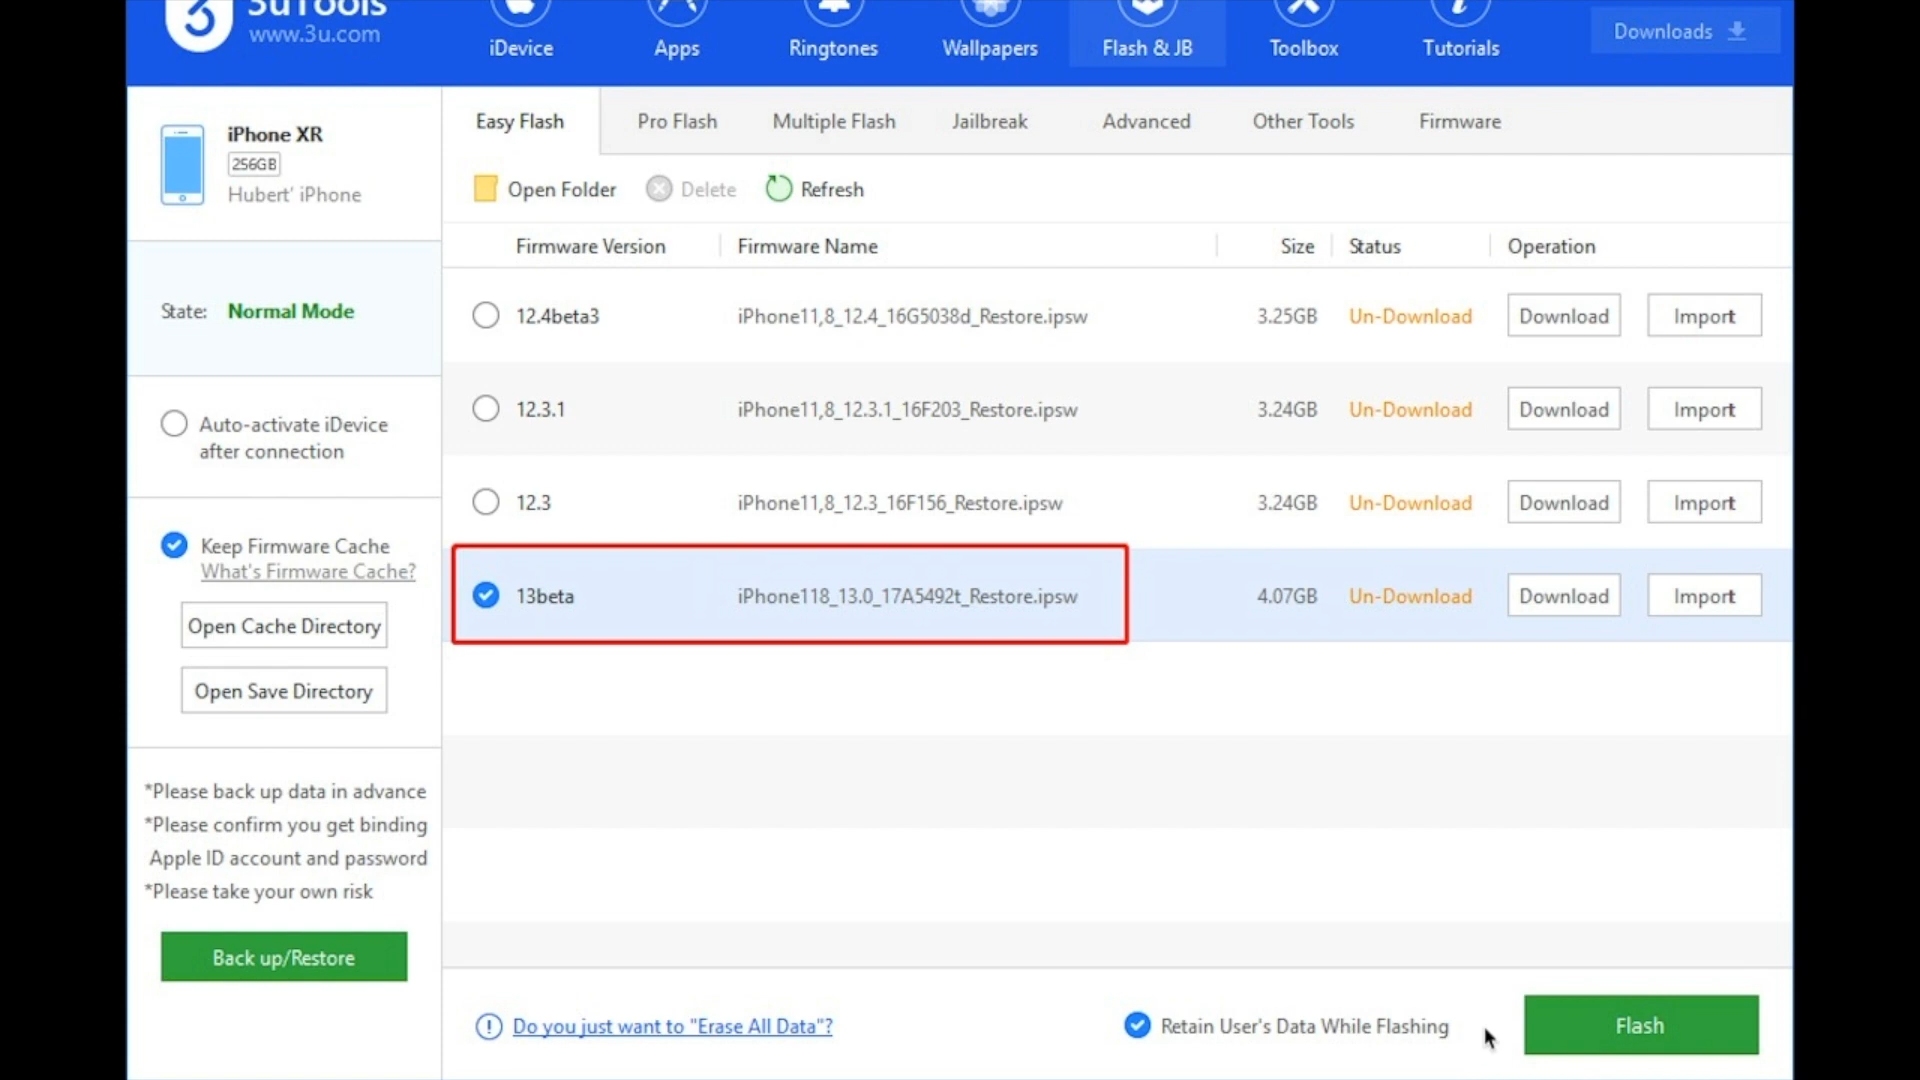 3uTools
www.3u.com
iDevice
Apps
Ringtones
Wallpapers
Flash & JB
Toolbox
Tutorials
Downloads
iPhone XR
256GB
Hubert' iPhone
State: Normal Mode
Auto-activate iDevice
after connection
Keep Firmware Cache
What's Firmware Cache?
Open Cache Directory
Open Save Directory
*Please back up data in advance
*Please confirm you get binding
Apple ID account and password
*Please take your own risk
Back up/Restore
Easy Flash Pro Flash Multiple Flash Jailbreak Advanced Other Tools Firmware
Open Folder Delete Refresh
Firmware Version Firmware Name Size Status Operation
12.4beta3 iPhone11,8_12.4_16G5038d_Restore.ipsw 3.25GB Un-Download Download Import
12.3.1 iPhone11,8_12.3.1_16F203_Restore.ipsw 3.24GB Un-Download Download Import
12.3 iPhone11,8_12.3_16F156_Restore.ipsw 3.24GB Un-Download Download Import
13beta iPhone118_13.0_17A5492t_Restore.ipsw 4.07GB Un-Download Download Import
Do you just want to "Erase All Data"? Retain User's Data While Flashing Flash